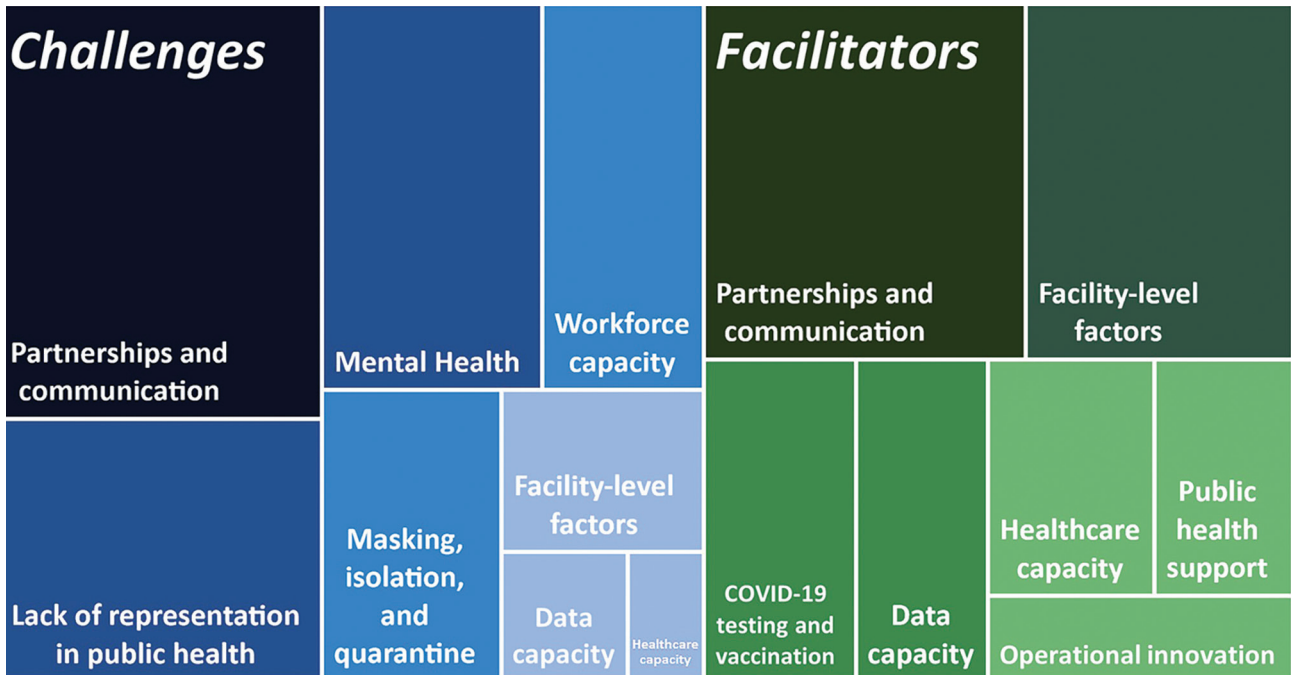 Challenges
Partnerships and
communication
Lack of representation
in public health
Mental Health
Workforce
capacity
Masking,
isolation,
and
quarantine
Facility-level
factors
Data
capacity
Healthcare
capacity
Facilitators
Partnerships and
communication
Facility-level
factors
COVID-19
testing and
vaccination
Data
capacity
Healthcare
capacity
Public
health
support
Operational innovation